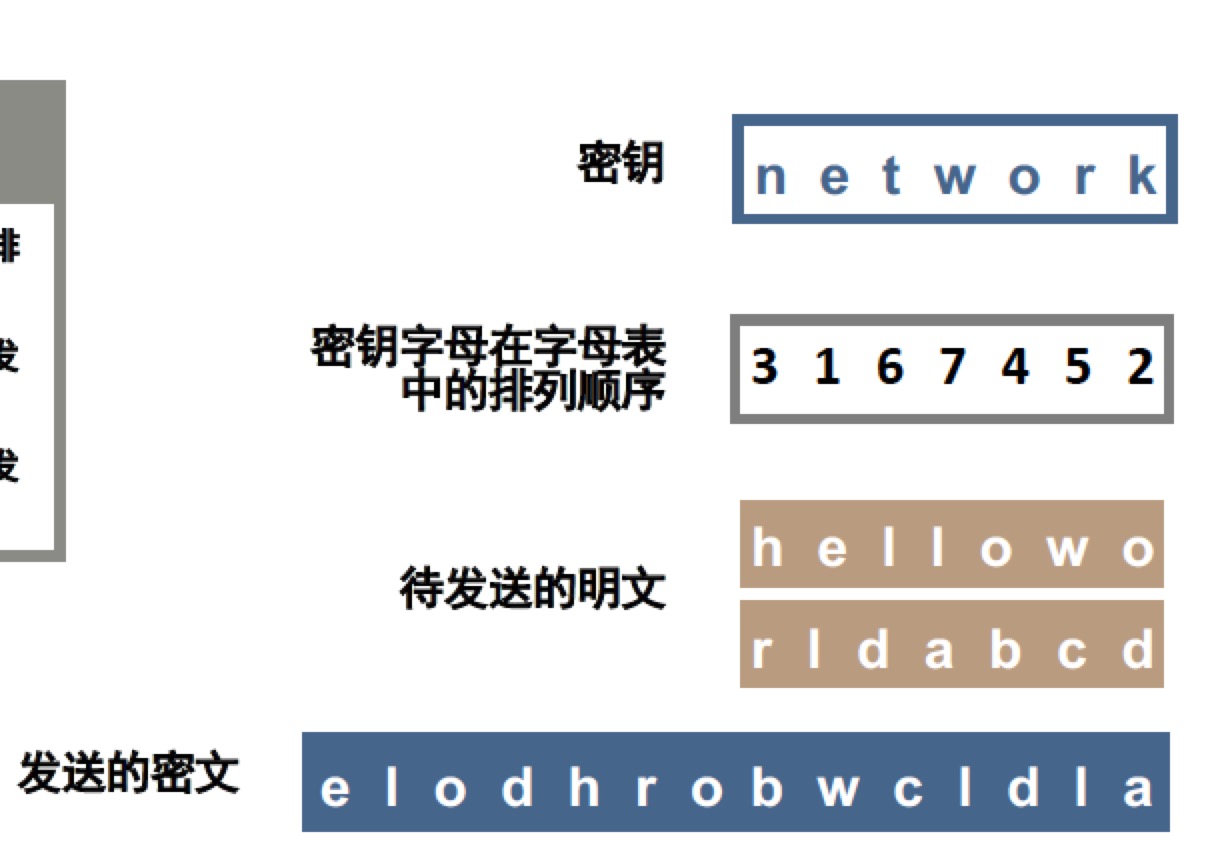 密钥
n e t w o r k
排
密钥字母在字母表
中的排列顺序
3 1 6 7 4 5 2
发
发
h e l l o w o
待发送的明文
r l d a b c d
发送的密文
e l o d h r o b w c l d l a